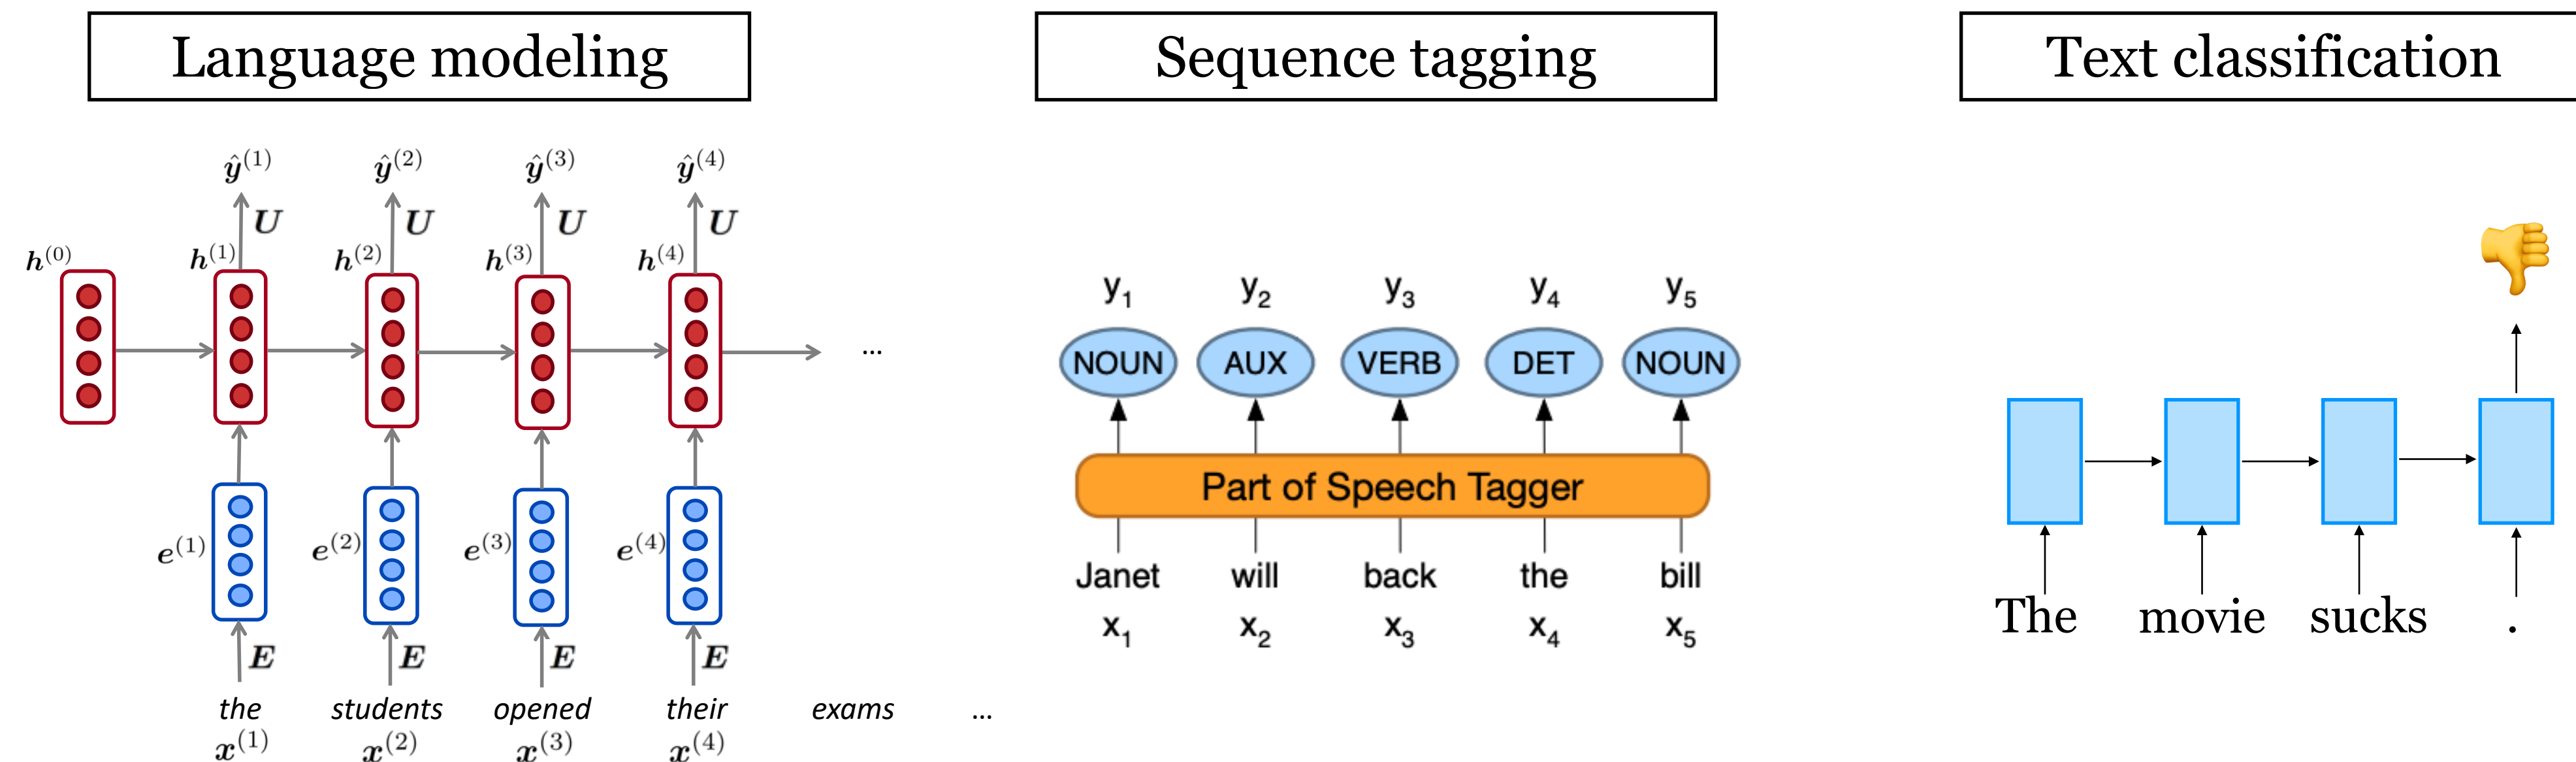 Language modeling
ŷ⁽¹⁾ ŷ⁽²⁾ ŷ⁽³⁾ ŷ⁽⁴⁾
U U U U
h⁽⁰⁾ h⁽¹⁾ h⁽²⁾ h⁽³⁾ h⁽⁴⁾
...
e⁽¹⁾ e⁽²⁾ e⁽³⁾ e⁽⁴⁾
E E E E
the students opened their exams ...
x⁽¹⁾ x⁽²⁾ x⁽³⁾ x⁽⁴⁾
Sequence tagging
y₁ y₂ y₃ y₄ y₅
NOUN AUX VERB DET NOUN
Part of Speech Tagger
Janet will back the bill
x₁ x₂ x₃ x₄ x₅
Text classification
The movie sucks .